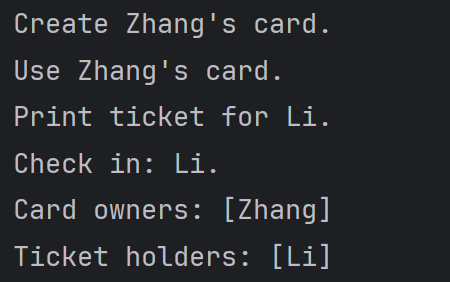 Create Zhang's card.
Use Zhang's card.
Print ticket for Li.
Check in: Li.
Card owners: [Zhang]
Ticket holders: [Li]